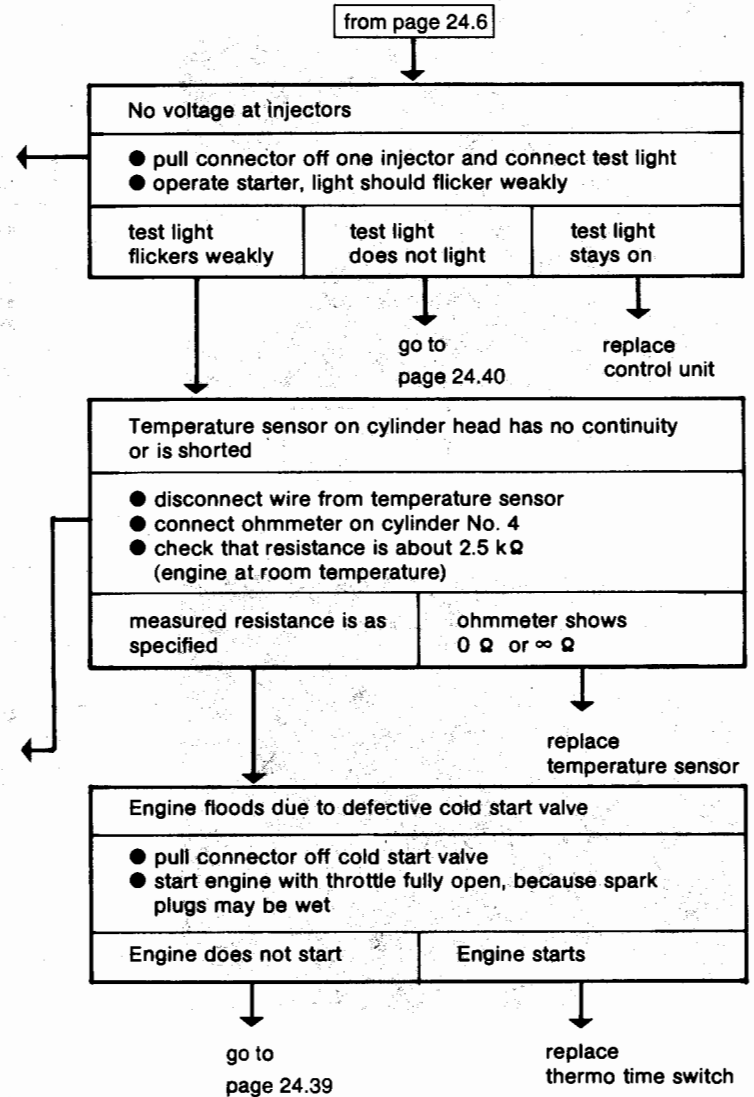 from page 24.6
No voltage at injectors
● pull connector off one injector and connect test light
● operate starter, light should flicker weakly
test light
flickers weakly
test light
does not light
test light
stays on
go to
page 24.40
replace
control unit
Temperature sensor on cylinder head has no continuity
or is shorted
● disconnect wire from temperature sensor
● connect ohmmeter on cylinder No. 4
● check that resistance is about 2.5 kΩ
(engine at room temperature)
measured resistance is as
specified
ohmmeter shows
0 Ω or ∞ Ω
replace
temperature sensor
Engine floods due to defective cold start valve
● pull connector off cold start valve
● start engine with throttle fully open, because spark
plugs may be wet
Engine does not start
Engine starts
go to
page 24.39
replace
thermo time switch